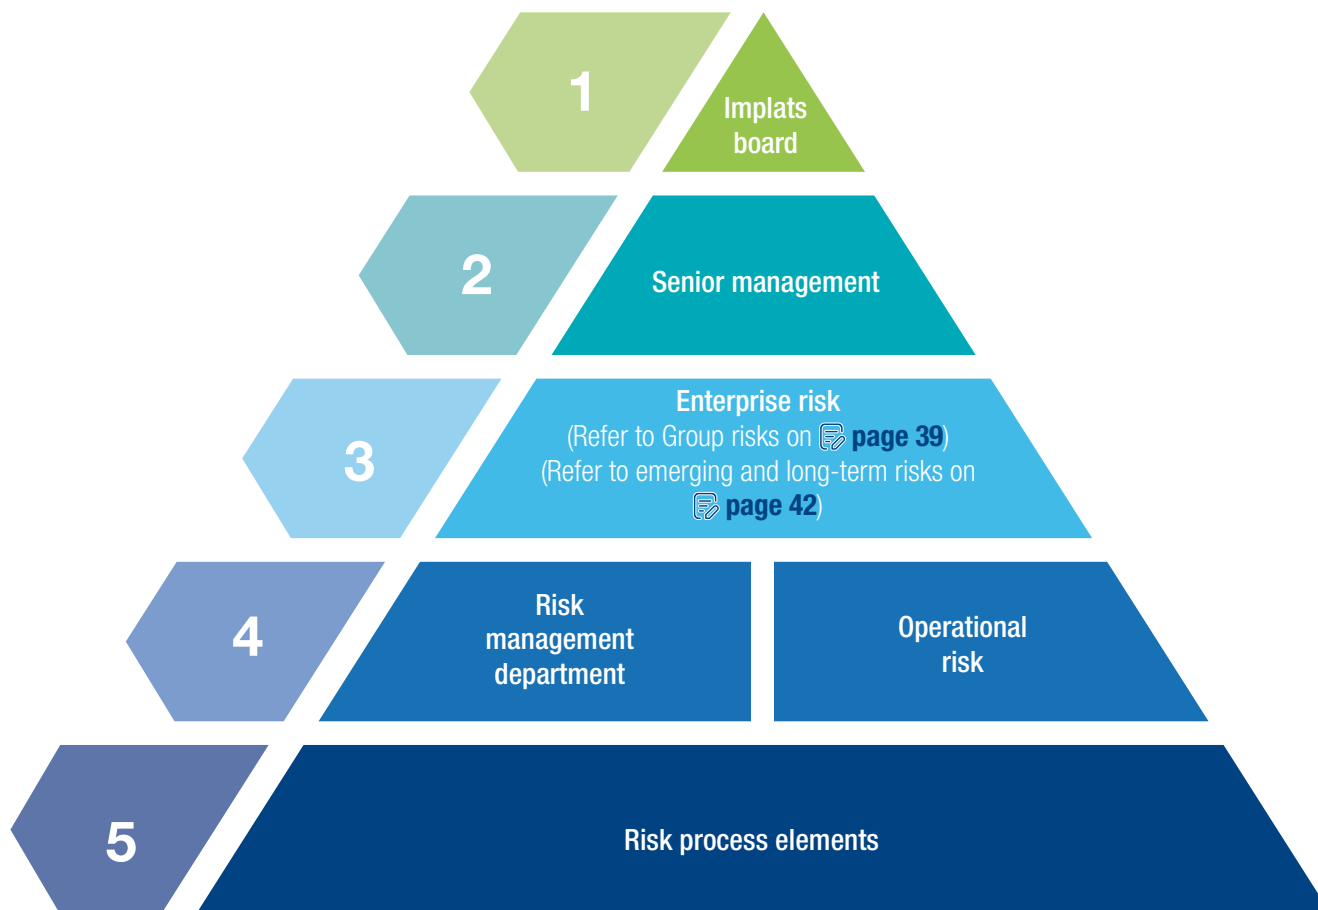 1
Implats
board
2
Senior management
3
Enterprise risk
(Refer to Group risks on page 39)
(Refer to emerging and long-term risks on
page 42)
4
Risk
management
department
Operational
risk
5
Risk process elements